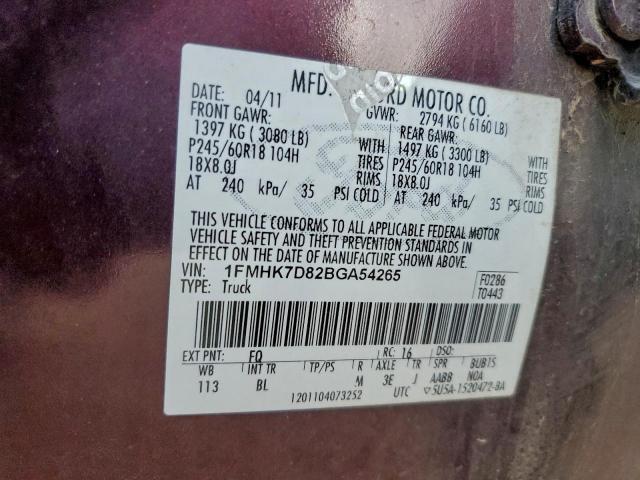 MFD. FORD MOTOR CO.
DATE: 04/11 GVWR: 2794 KG (6160 LB)
FRONT GAWR: REAR GAWR:
1397 KG (3080 LB) WITH 1497 KG (3300 LB) WITH
P245/60R18 104H TIRES P245/60R18 104H TIRES
18X8.0J RIMS 18X8.0J RIMS
AT 240 kPa/ 35 PSI COLD AT 240 kPa/ 35 PSI COLD
THIS VEHICLE CONFORMS TO ALL APPLICABLE FEDERAL MOTOR
VEHICLE SAFETY AND THEFT PREVENTION STANDARDS IN
EFFECT ON THE DATE OF MANUFACTURE SHOWN ABOVE.
VIN: 1FMHK7D82BGA54265 F0286
TYPE: Truck T0443
EXT PNT: FQ RC: 16 DSO:
WB INT TR TP/PS R AXLE TR SPR BUB15
113 BL M 3E J AABB NOA
1201104073252 UTC ▽5U5A-1520472-BA